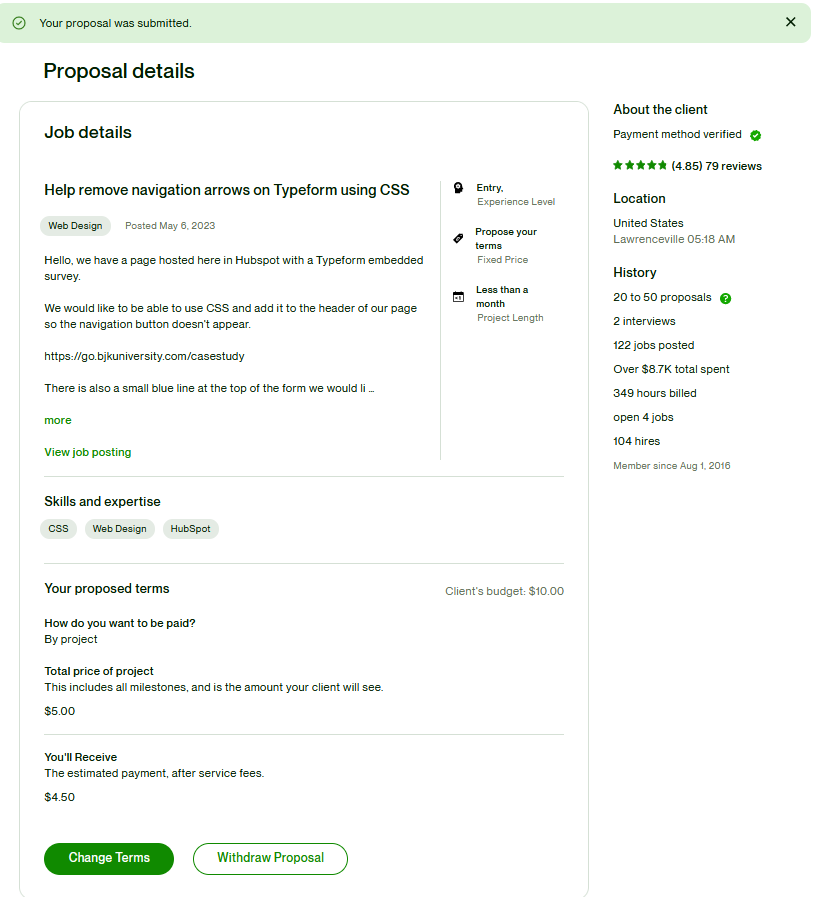 Your proposal was submitted.
Proposal details
Job details
Help remove navigation arrows on Typeform using CSS
Web Design
Posted May 6, 2023
Hello, we have a page hosted here in Hubspot with a Typeform embedded
survey.
We would like to be able to use CSS and add it to the header of our page
so the navigation button doesn't appear.
https://go.bjkuniversity.com/casestudy
There is also a small blue line at the top of the form we would li ...
more
View job posting
Entry,
Experience Level
Propose your
terms
Fixed Price
Less than a
month
Project Length
Skills and expertise
CSS
Web Design
HubSpot
Your proposed terms
Client's budget: $10.00
How do you want to be paid?
By project
Total price of project
This includes all milestones, and is the amount your client will see.
$5.00
You'll Receive
The estimated payment, after service fees.
$4.50
Change Terms
Withdraw Proposal
About the client
Payment method verified
(4.85) 79 reviews
Location
United States
Lawrenceville 05:18 AM
History
20 to 50 proposals ?
2 interviews
122 jobs posted
Over $8.7K total spent
349 hours billed
open 4 jobs
104 hires
Member since Aug 1, 2016